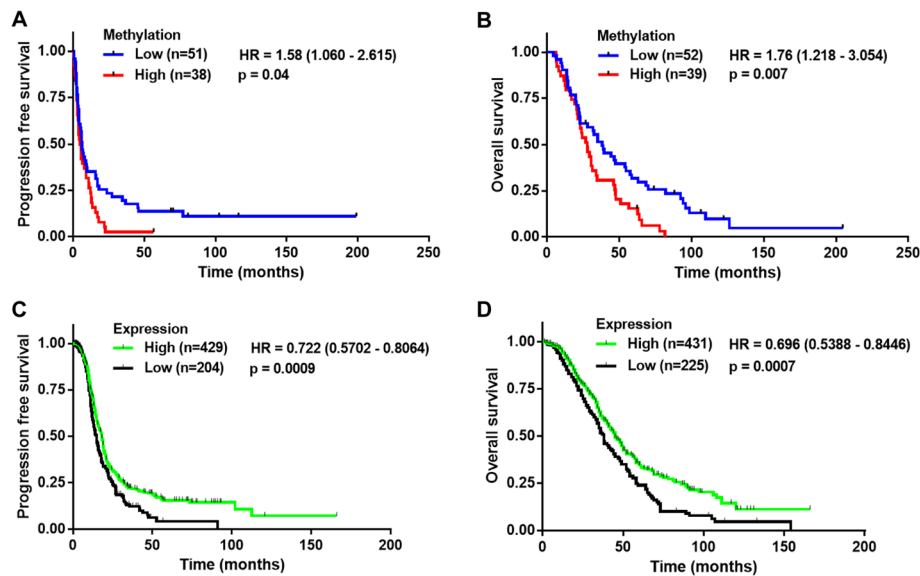 A
Methylation
Low (n=51) HR = 1.58 (1.060 - 2.615)
High (n=38) p = 0.04
Progression free survival
1.00
0.75
0.50
0.25
0.00
0 50 100 150 200 250
Time (months)
B
Methylation
Low (n=52) HR = 1.76 (1.218 - 3.054)
High (n=39) p = 0.007
Overall survival
1.00
0.75
0.50
0.25
0.00
0 50 100 150 200 250
Time (months)
C
Expression
High (n=429) HR = 0.722 (0.5702 - 0.8064)
Low (n=204) p = 0.0009
Progression free survival
1.00
0.75
0.50
0.25
0.00
0 50 100 150 200
Time (months)
D
Expression
High (n=431) HR = 0.696 (0.5388 - 0.8446)
Low (n=225) p = 0.0007
Overall survival
1.00
0.75
0.50
0.25
0.00
0 50 100 150 200
Time (months)